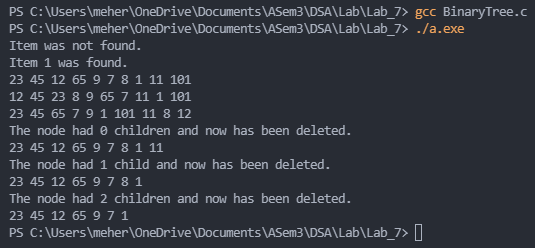 PS C:\Users\meher\OneDrive\Documents\ASem3\DSA\Lab\Lab_7> gcc BinaryTree.c
PS C:\Users\meher\OneDrive\Documents\ASem3\DSA\Lab\Lab_7> ./a.exe
Item was not found.
Item 1 was found.
23 45 12 65 9 7 8 1 11 101
12 45 23 8 9 65 7 11 1 101
23 45 65 7 9 1 101 11 8 12
The node had 0 children and now has been deleted.
23 45 12 65 9 7 8 1 11
The node had 1 child and now has been deleted.
23 45 12 65 9 7 8 1
The node had 2 children and now has been deleted.
23 45 12 65 9 7 1
PS C:\Users\meher\OneDrive\Documents\ASem3\DSA\Lab\Lab_7>